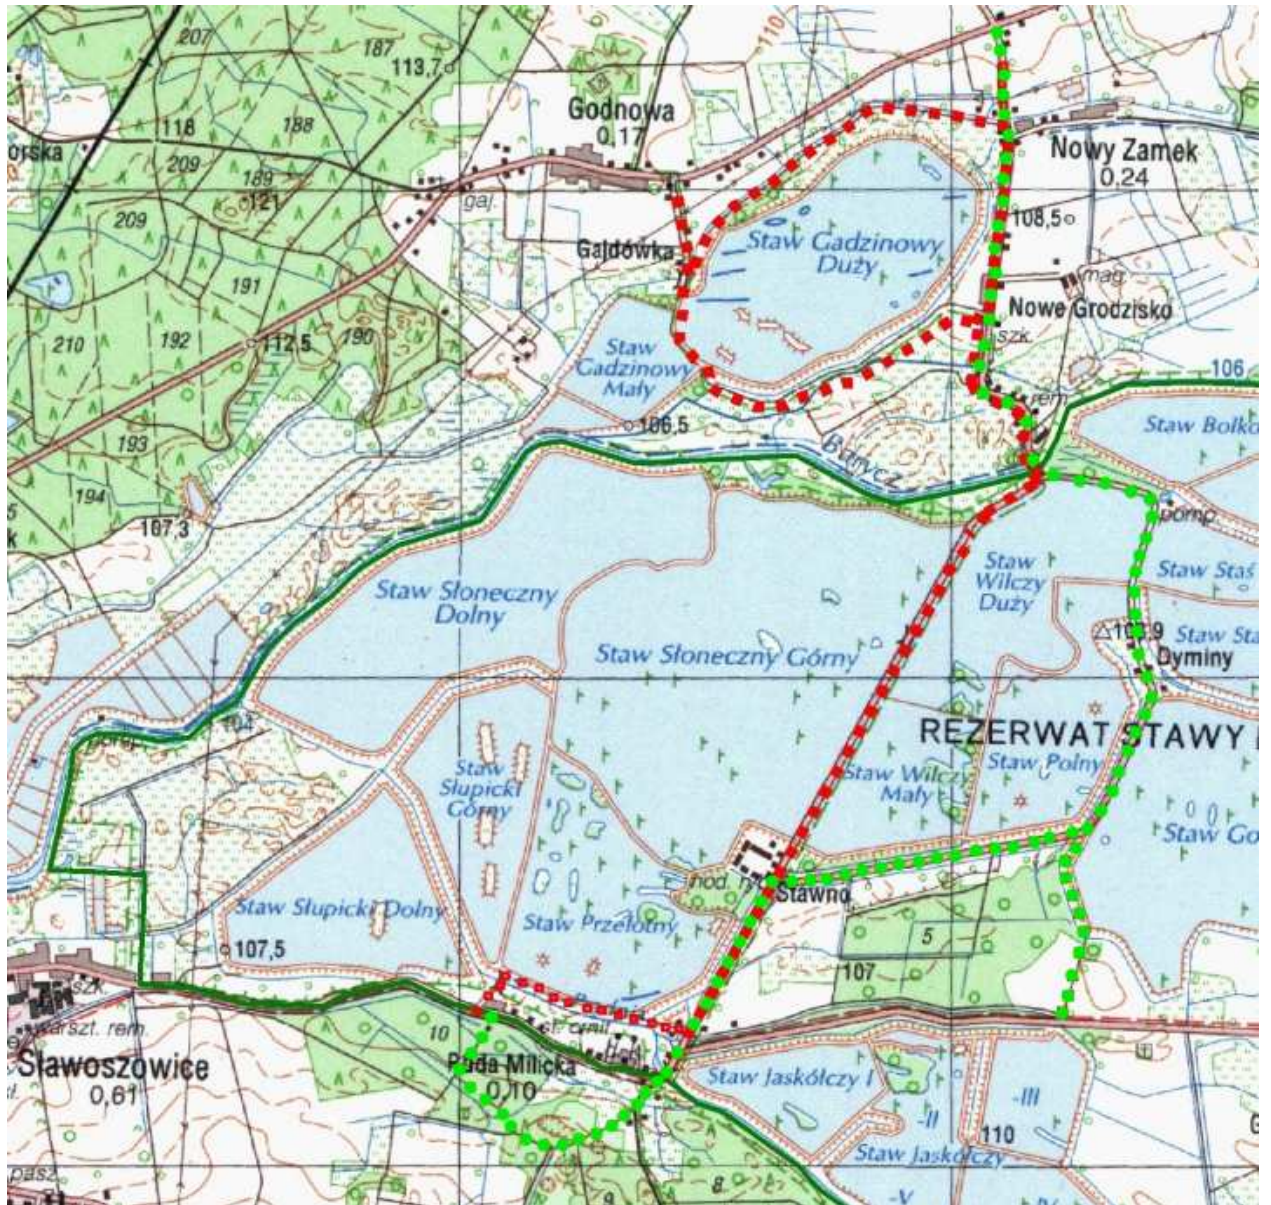 207
187
110
113,7
Godnowa
0,17
118
188
orska
209
189
121
Nowy Zamek
0.24
gaj.
209
108,5
Gajdówka
Staw Gadzinowy
Duży
mag.
191
Nowe Grodzisko
szk.
210
192
112,5
190
Staw
Gadzinowy
Mały
106
rem.
106,5
Staw Bołko
193
Barycz
194
107,3
k
pomp.
Staw
Wilczy
Duży
Staw Staś
Staw Słoneczny
Dolny
Staw Słoneczny Górny
Dyminy
104
REZERWAT STAWY
Staw
Słupicki
Górny
Staw Wilczy
Mały
Staw Polny
Staw Go
Stawno
Staw Słupicki Dolny
Staw Przelotny
5
107,5
107
szk.
warszt. rem.
10
st. ornit.
Sławoszowice
0,61
Ruda Milicka
0,10
Staw Jaskółczy I
-III
-II
110
Staw Jaskółczy
G
pasz.
9
8
-V
-IV